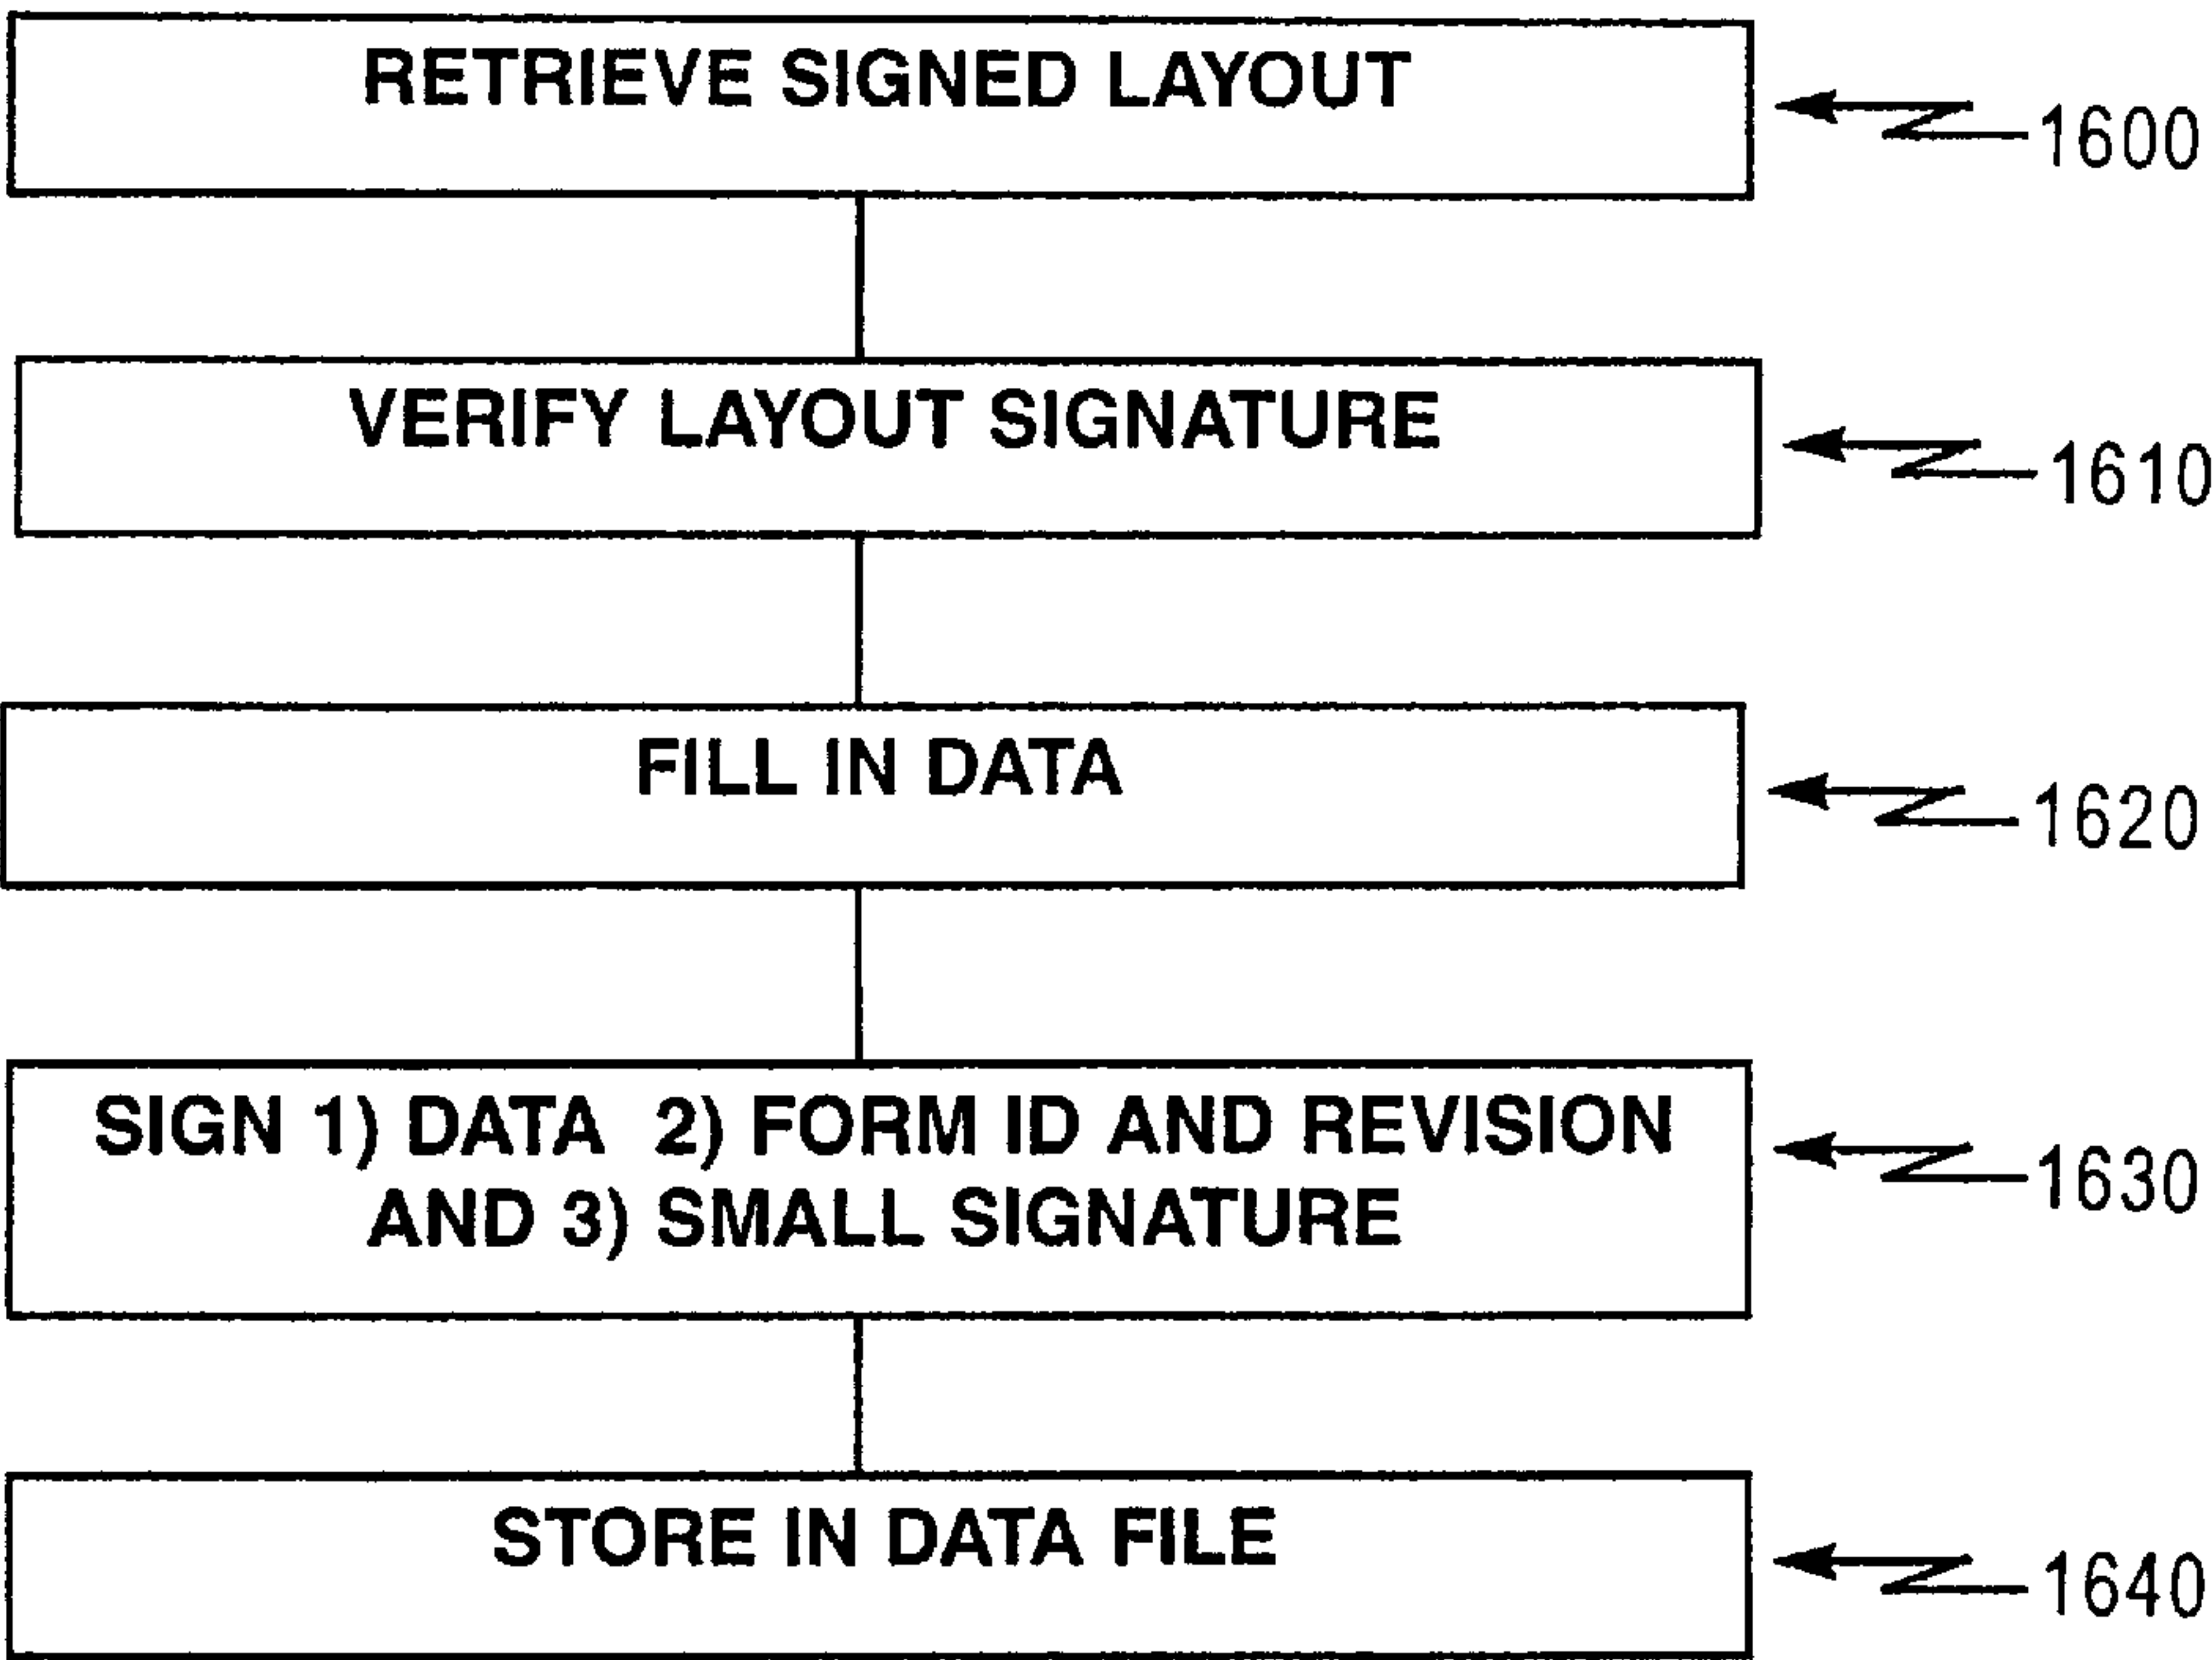 RETRIEVE SIGNED LAYOUT
1600
VERIFY LAYOUT SIGNATURE
1610
FILL IN DATA
1620
SIGN 1) DATA 2) FORM ID AND REVISION
AND 3) SMALL SIGNATURE
1630
STORE IN DATA FILE
1640